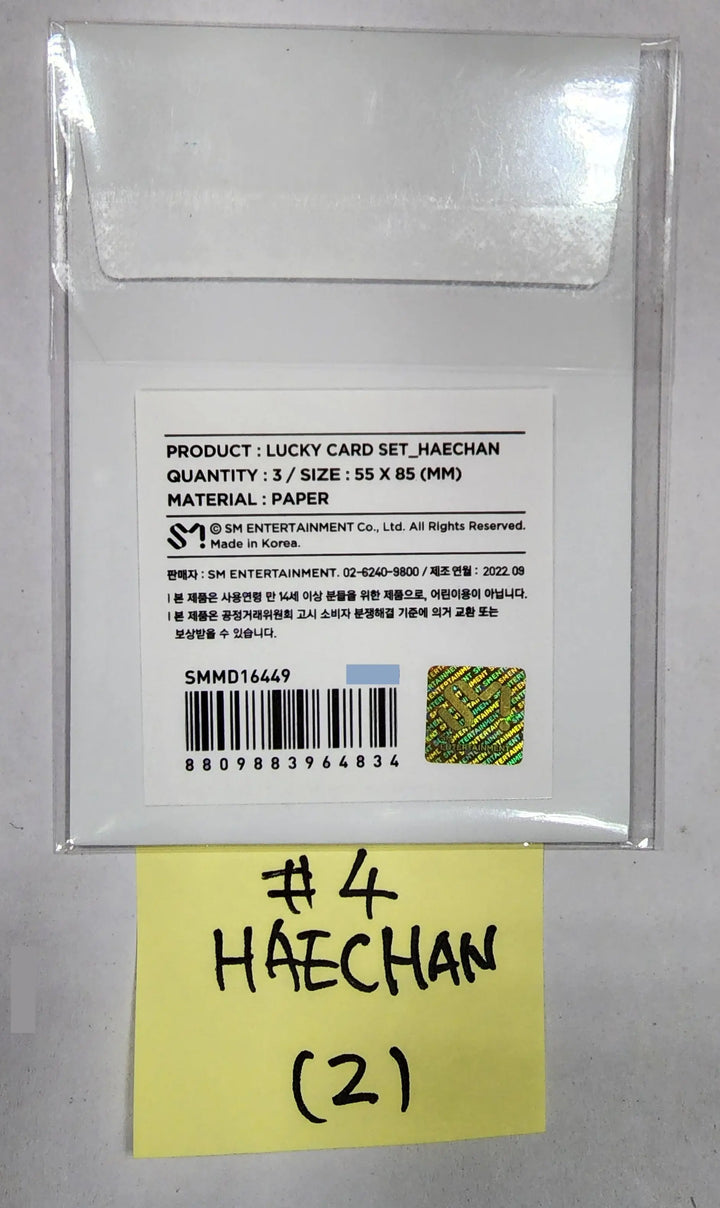 PRODUCT : LUCKY CARD SET_HAECHAN
QUANTITY : 3 / SIZE : 55 X 85 (MM)
MATERIAL : PAPER
SM! © SM ENTERTAINMENT Co., Ltd. All Rights Reserved.
Made in Korea.
판매자 : SM ENTERTAINMENT. 02-6240-9800 / 제조연월 : 2022. 09
| 본 제품은 사용연령 만 14세 이상 분들을 위한 제품으로, 어린이용이 아닙니다.
| 본 제품은 공정거래위원회 고시 소비자 분쟁해결 기준에 의거 교환 또는
보상받을 수 있습니다.
SMMD16449
8809883964834
#4
HAECHAN
(2)